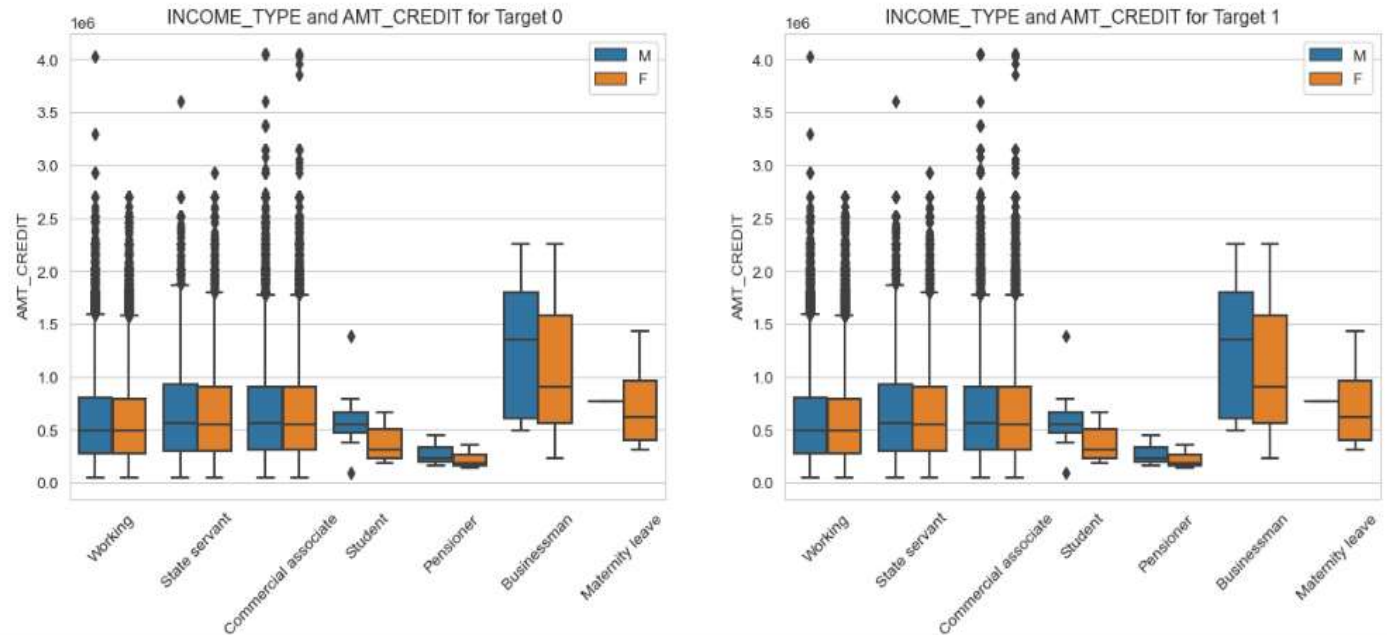 INCOME_TYPE and AMT_CREDIT for Target 0
1e6
M
F
4.0
3.5
3.0
2.5
2.0
1.5
1.0
0.5
0.0
AMT_CREDIT
Working
State servant
Commercial associate
Student
Pensioner
Businessman
Maternity leave
INCOME_TYPE and AMT_CREDIT for Target 1
1e6
M
F
4.0
3.5
3.0
2.5
2.0
1.5
1.0
0.5
0.0
AMT_CREDIT
Working
State servant
Commercial associate
Student
Pensioner
Businessman
Maternity leave